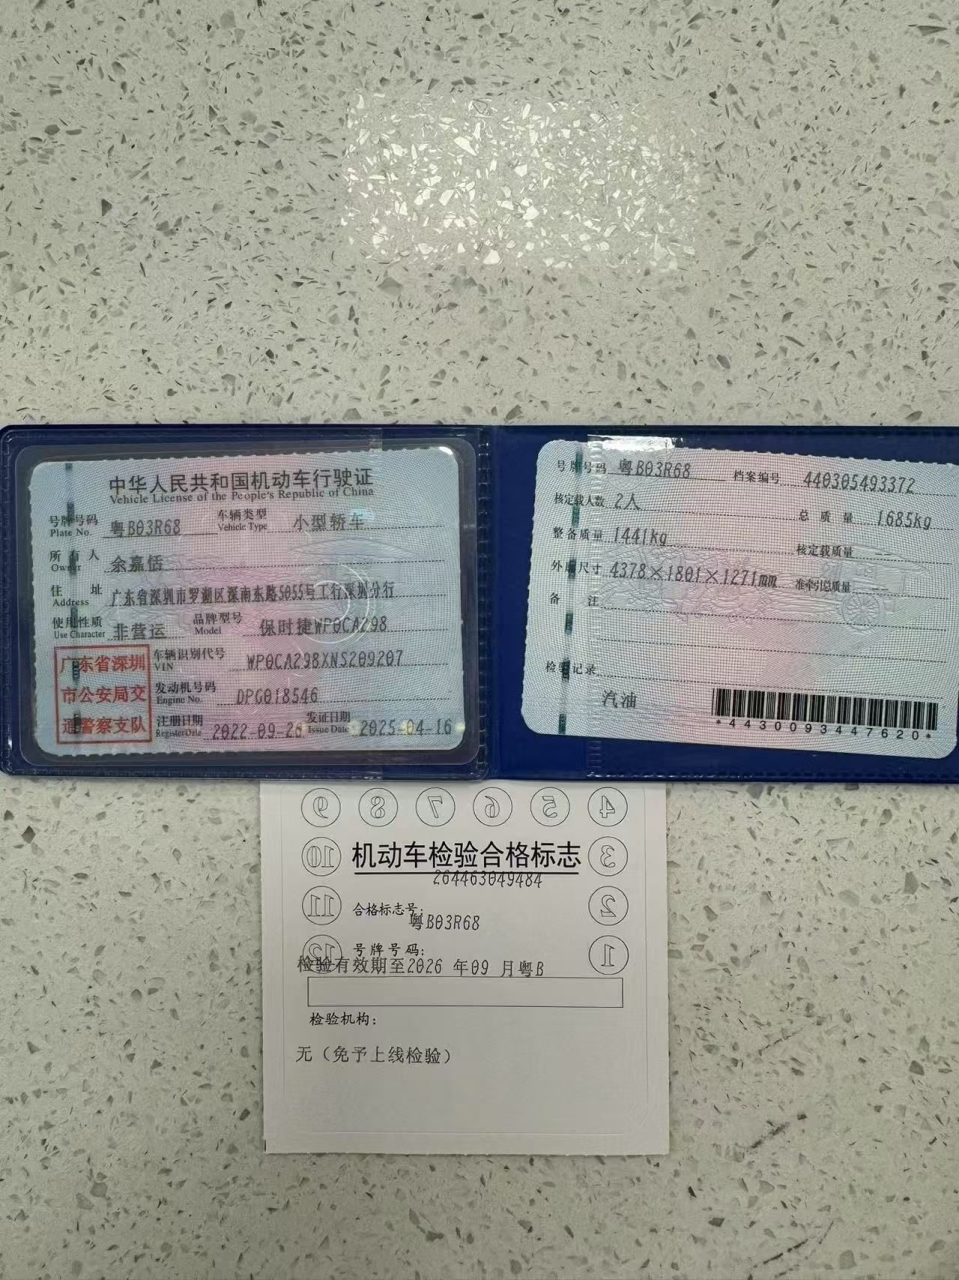 中华人民共和国机动车行驶证
Vehicle License of the People's Republic of China
号牌号码 粤B03R68 车辆类型 小型轿车
Plate No. Vehicle Type
所有人 余嘉恬
Owner
住址 广东省深圳市罗湖区深南东路5055号工行深圳分行
Address
使用性质 非营运 品牌型号 保时捷WP0CA298
Use Character Model
车辆识别代号 WP0CA298XNS209207
VIN
发动机号码 DPG018546
Engine No.
注册日期 2022-09-26 发证日期 2025-04-16
Register Date Issue Date
广东省深圳
市公安局交
通警察支队
号牌号码 粤B03R68 档案编号 440305493372
核定载人数 2人 总质量 1685kg
整备质量 1441kg 核定载质量 --
外廓尺寸 4378×1801×1271mm 准牵引总质量 --
备注
检验记录
汽油
*4430093447620*
9 8 7 6 5 4
10 机动车检验合格标志 3
264463049484
11 合格标志号: 2
粤B03R68
12 号牌号码: 1
检验有效期至2026 年09 月粤B
检验机构:
无（免予上线检验）